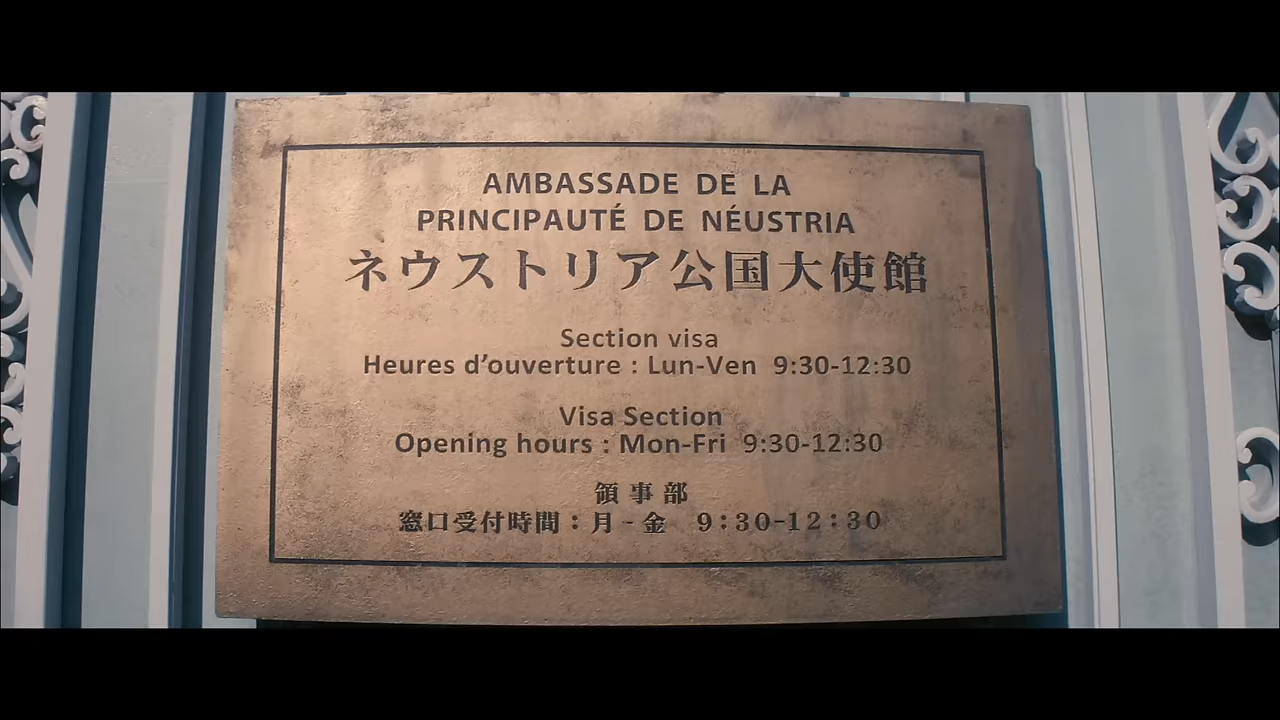 AMBASSADE DE LA
PRINCIPAUTÉ DE NÉUSTRIA
ネウストリア公国大使館
Section visa
Heures d’ouverture : Lun-Ven 9:30-12:30
Visa Section
Opening hours : Mon-Fri 9:30-12:30
領事部
窓口受付時間：月-金 9:30-12:30